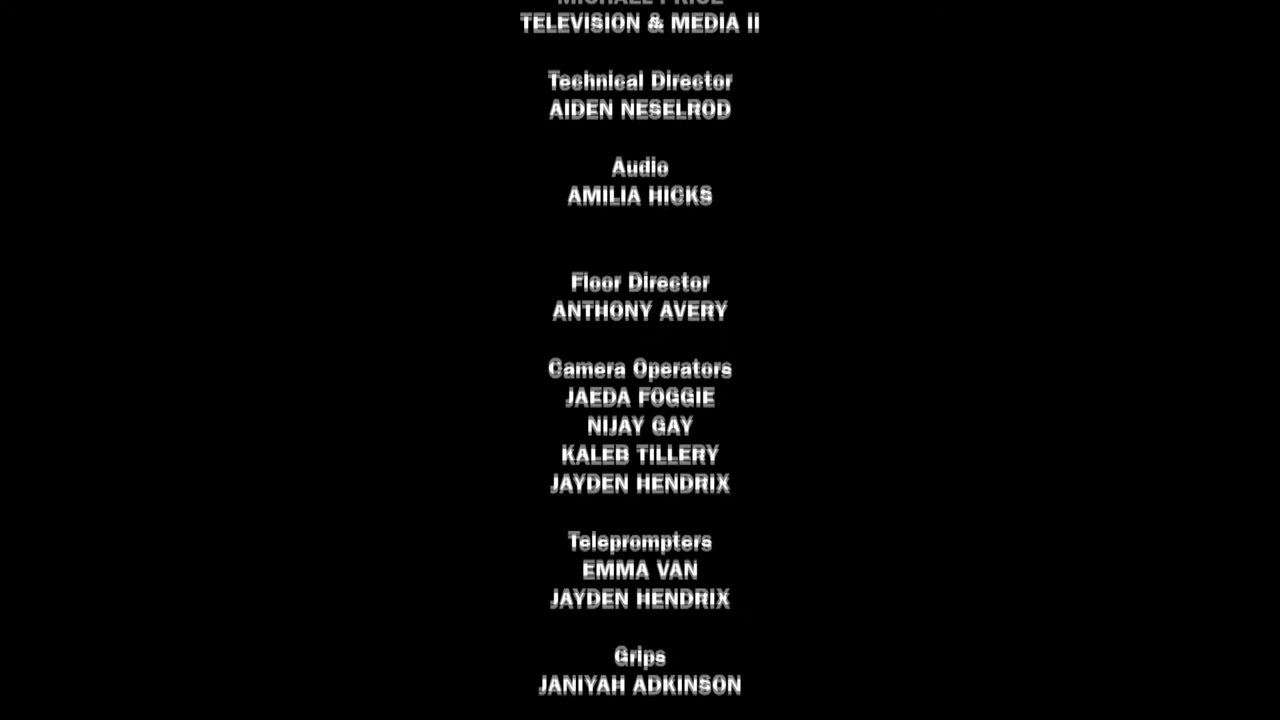 TELEVISION & MEDIA II
Technical Director
AIDEN NESELROD
Audio
AMILIA HICKS
Floor Director
ANTHONY AVERY
Camera Operators
JAEDA FOGGIE
NIJAY GAY
KALEB TILLERY
JAYDEN HENDRIX
Teleprompters
EMMA VAN
JAYDEN HENDRIX
Grips
JANIYAH ADKINSON